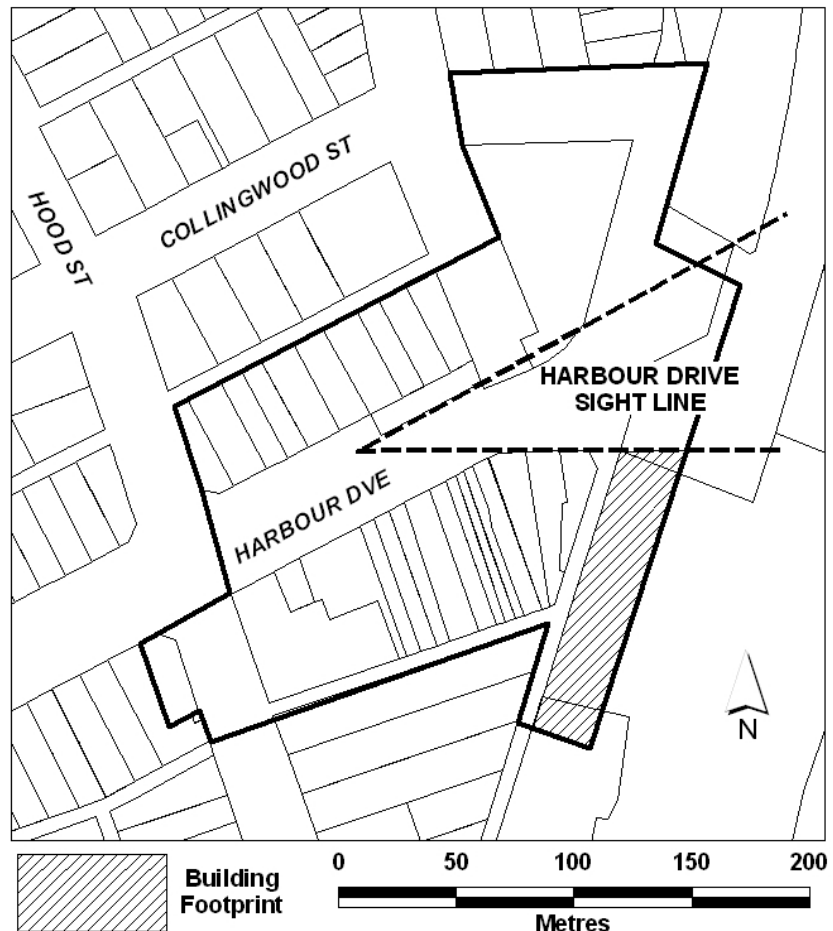 COLLINGWOOD ST
HOOD ST
HARBOUR DRIVE
SIGHT LINE
HARBOUR DVE
N
Building
Footprint
0 50 100 150 200
Metres